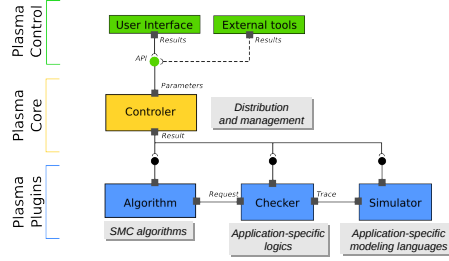 Plasma
Control
User Interface
External tools
Results
Results
API
Plasma
Core
Parameters
Controler
Distribution
and management
Result
Plasma
Plugins
Algorithm
Request
Checker
Trace
Simulator
SMC algorithms
Application-specific
logics
Application-specific
modeling languages